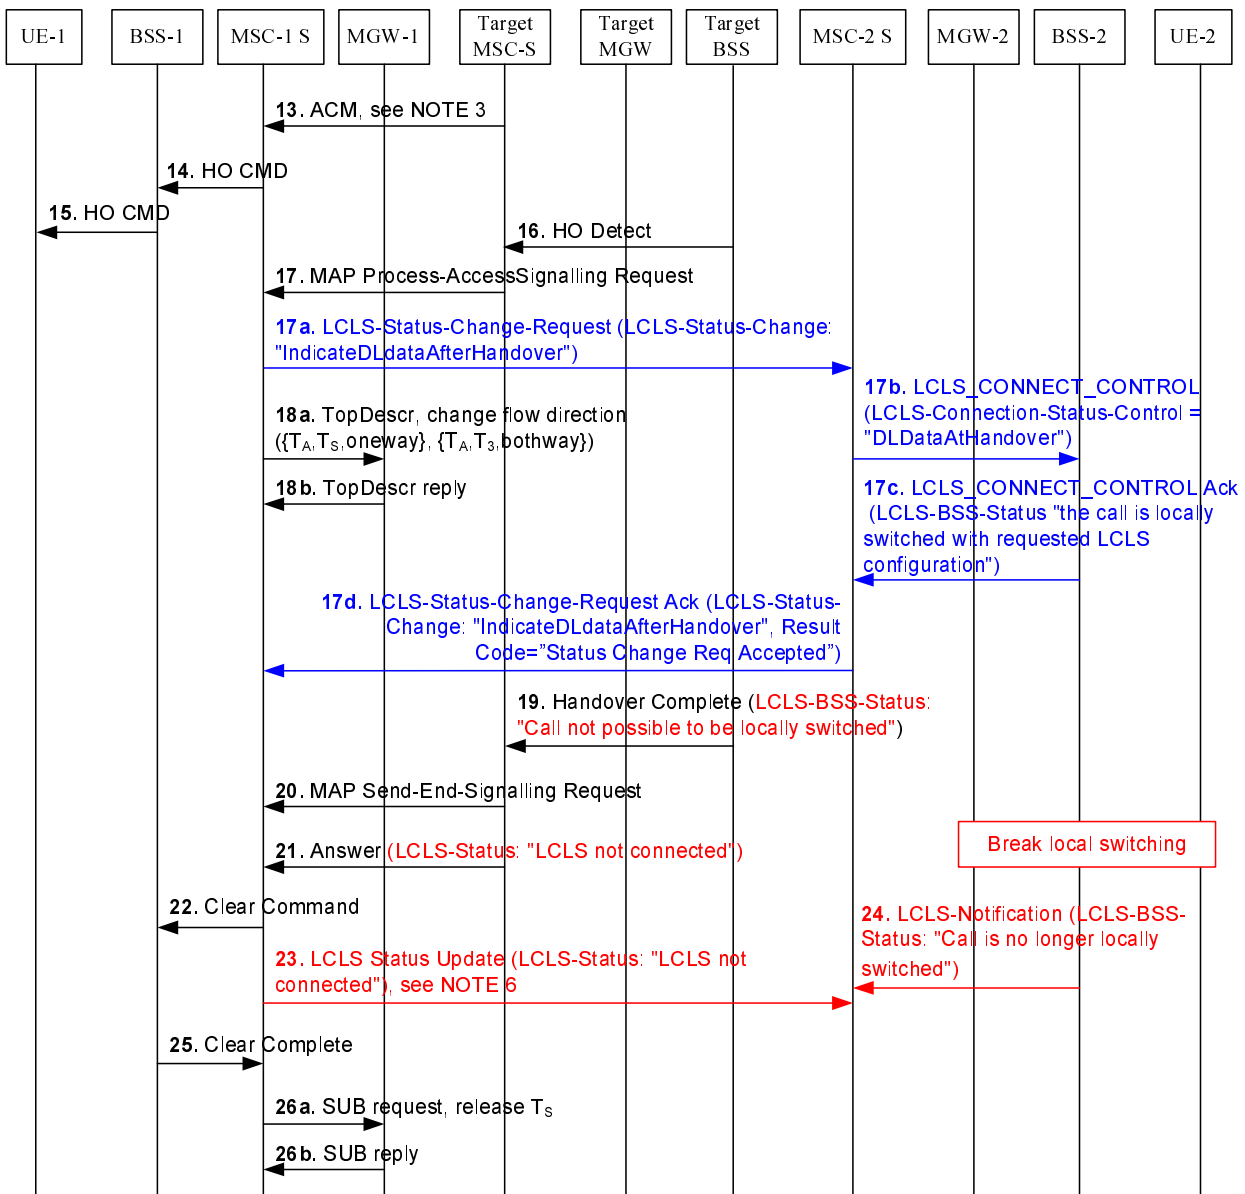 UE-1
BSS-1
MSC-1 S
MGW-1
Target
MSC-S
Target
MGW
Target
BSS
MSC-2 S
MGW-2
BSS-2
UE-2
13. ACM, see NOTE 3
14. HO CMD
15. HO CMD
16. HO Detect
17. MAP Process-AccessSignalling Request
17a. LCLS-Status-Change-Request (LCLS-Status-Change:
"IndicateDLdataAfterHandover")
17b. LCLS_CONNECT_CONTROL
(LCLS-Connection-Status-Control =
"DLDataAtHandover")
18a. TopDescr, change flow direction
({TA,TS,oneway}, {TA,T3,bothway})
18b. TopDescr reply
17c. LCLS_CONNECT_CONTROL Ack
(LCLS-BSS-Status "the call is locally
switched with requested LCLS
configuration")
17d. LCLS-Status-Change-Request Ack (LCLS-Status-
Change: "IndicateDLdataAfterHandover", Result
Code=”Status Change Req Accepted”)
19. Handover Complete (LCLS-BSS-Status:
"Call not possible to be locally switched")
20. MAP Send-End-Signalling Request
21. Answer (LCLS-Status: "LCLS not connected")
Break local switching
22. Clear Command
24. LCLS-Notification (LCLS-BSS-
Status: "Call is no longer locally
switched")
23. LCLS Status Update (LCLS-Status: "LCLS not
connected"), see NOTE 6
25. Clear Complete
26a. SUB request, release TS
26b. SUB reply